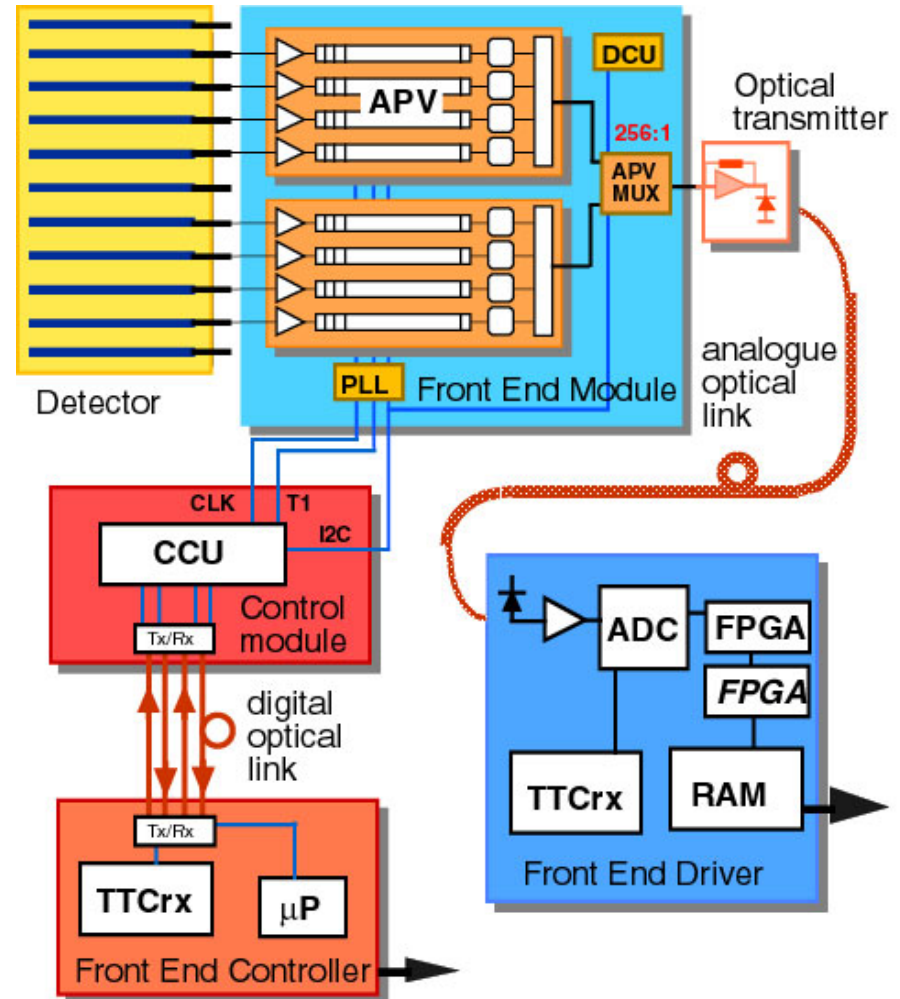 DCU
APV
Optical
transmitter
256:1
APV
MUX
PLL
Front End Module
Detector
analogue
optical
link
CLK
T1
I2C
CCU
Control
module
Tx/Rx
digital
optical
link
ADC
FPGA
FPGA
TTCrx
RAM
Front End Driver
Tx/Rx
TTCrx
µP
Front End Controller